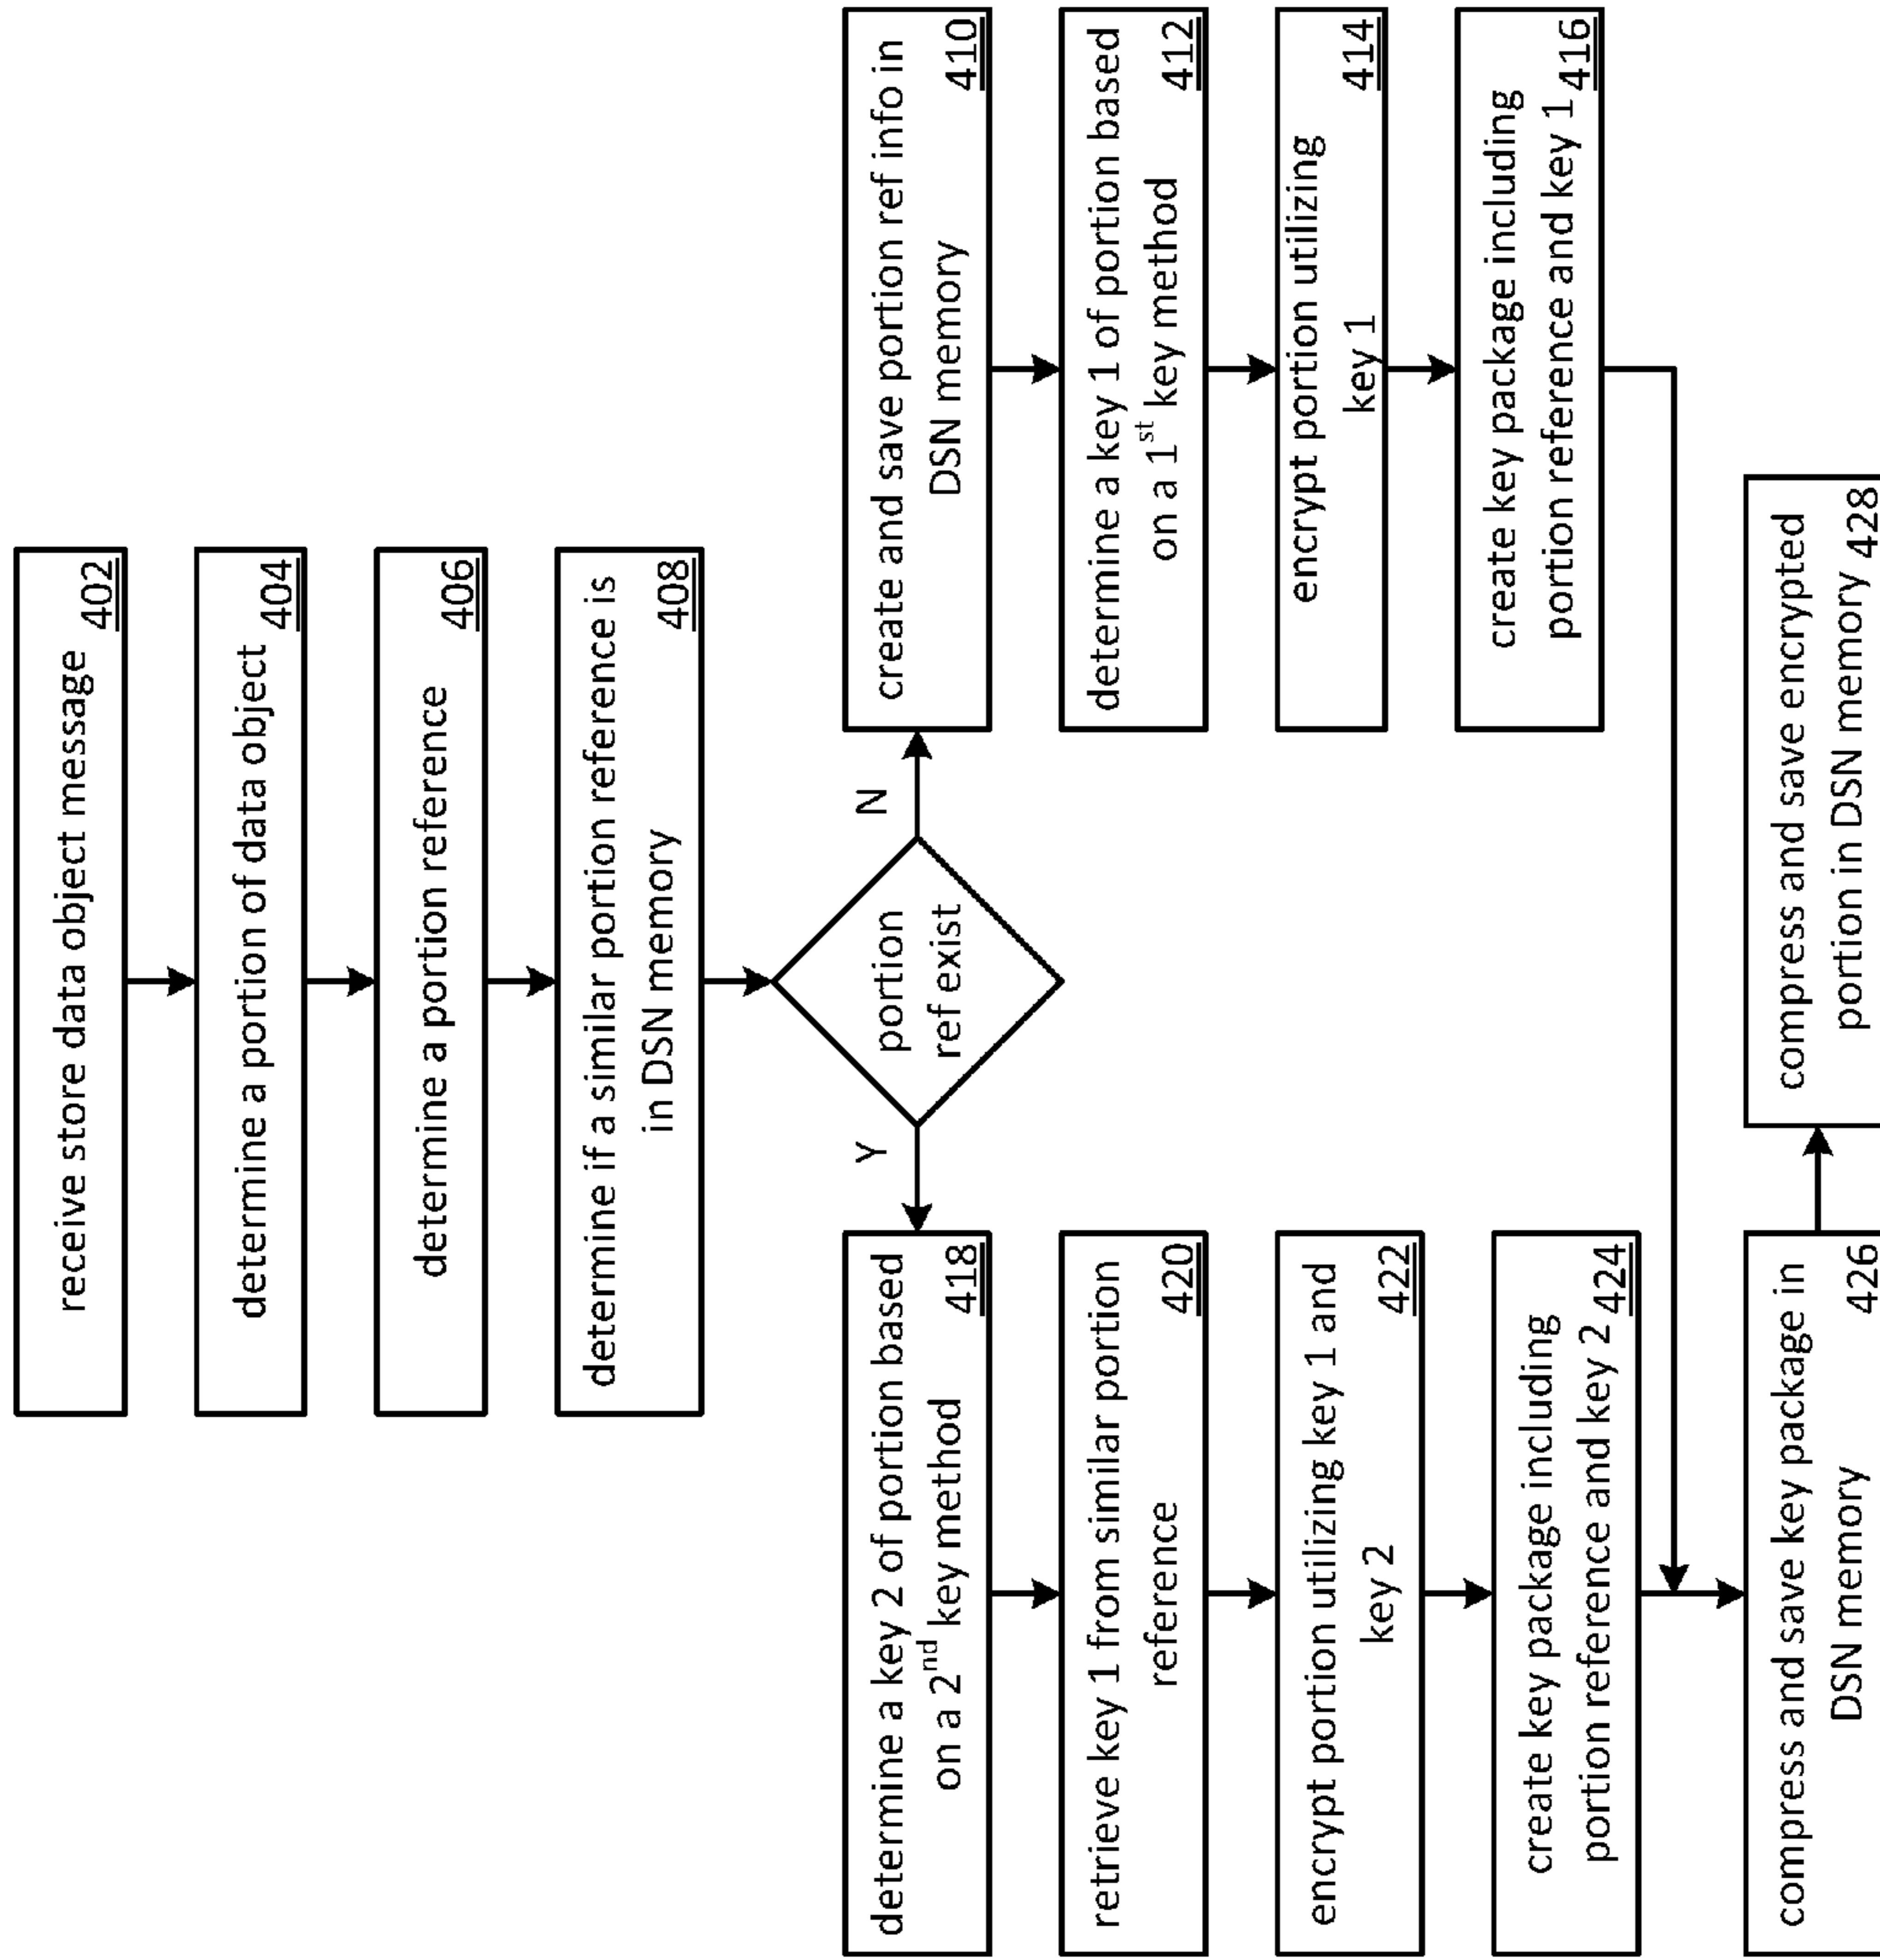 receive store data object message 402
determine a portion of data object 404
determine a portion reference 406
determine if a similar portion reference is
in DSN memory 408
portion
ref exist
Y
N
determine a key 2 of portion based
on a 2nd key method 418
retrieve key 1 from similar portion
reference 420
encrypt portion utilizing key 1 and
key 2 422
create key package including
portion reference and key 2 424
create and save portion ref info in
DSN memory 410
determine a key 1 of portion based
on a 1st key method 412
encrypt portion utilizing
key 1 414
create key package including
portion reference and key 1 416
compress and save key package in
DSN memory 426
compress and save encrypted
portion in DSN memory 428